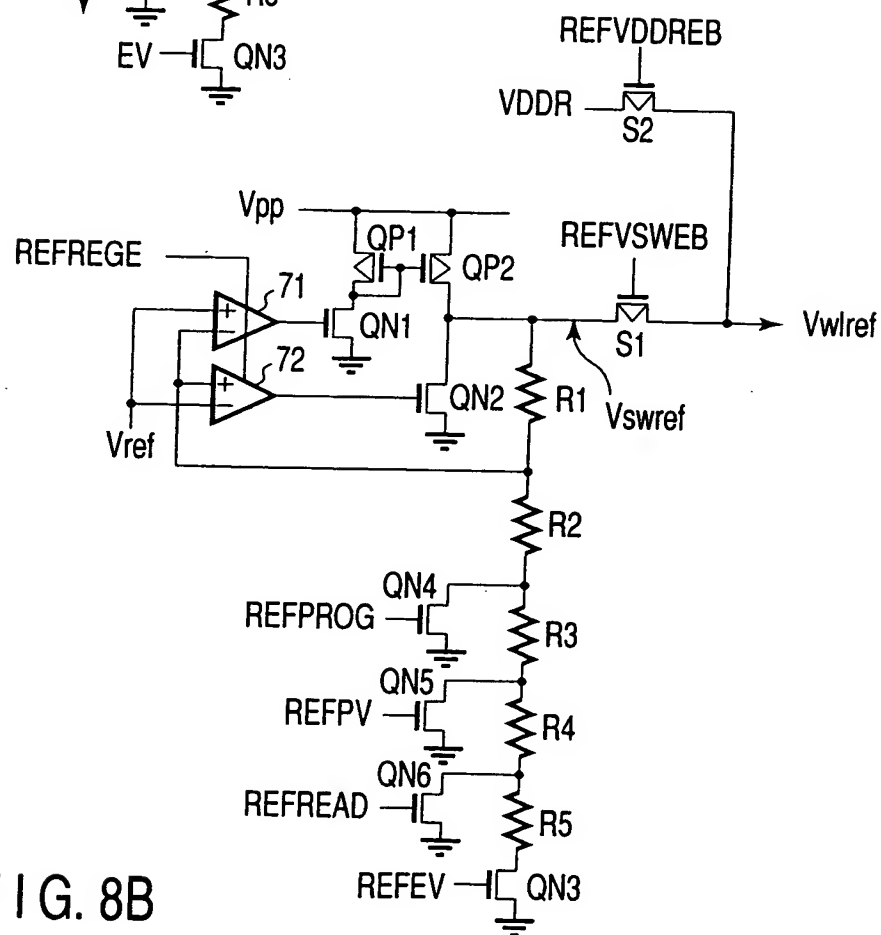 EV
QN3
REFVDDREB
VDDR
S2
Vpp
REFVSWEB
REFREGE
QP1
QP2
71
+
−
QN1
S1
Vwlref
72
+
−
QN2
R1
Vswref
Vref
R2
QN4
REFPROG
R3
QN5
REFPV
R4
QN6
REFREAD
R5
REFEV
QN3
I G. 8B